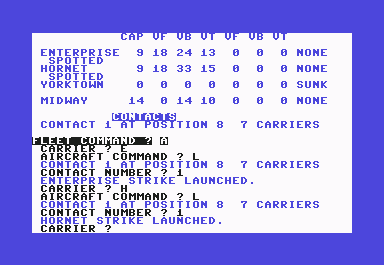 CAP VF VB VT VF VB VT
ENTERPRISE 9 18 24 13 0 0 0 NONE
SPOTTED
HORNET 9 18 33 15 0 0 0 NONE
SPOTTED
YORKTOWN 0 0 0 0 0 0 0 SUNK
MIDWAY 14 0 14 10 0 0 0 NONE
CONTACTS
CONTACT 1 AT POSITION 8 7 CARRIERS
FLEET COMMAND ? A
CARRIER ? E
AIRCRAFT COMMAND ? L
CONTACT 1 AT POSITION 8 7 CARRIERS
CONTACT NUMBER ? 1
ENTERPRISE STRIKE LAUNCHED.
CARRIER ? H
AIRCRAFT COMMAND ? L
CONTACT 1 AT POSITION 8 7 CARRIERS
CONTACT NUMBER ? 1
HORNET STRIKE LAUNCHED.
CARRIER ?